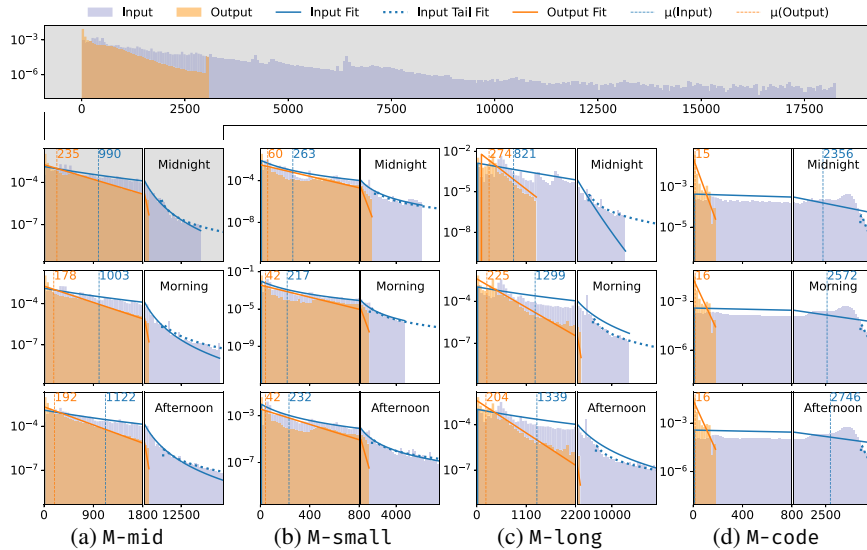 Input Output Input Fit Input Tail Fit Output Fit μ(Input) μ(Output)
10⁻³
10⁻⁶
0 2500 5000 7500 10000 12500 15000 17500
235 990 Midnight
10⁻⁴
10⁻⁷
60 263 Midnight
10⁻¹
10⁻⁴
10⁻⁷
274 821 Midnight
10⁻²
10⁻⁵
10⁻⁸
15 2356 Midnight
10⁻³
10⁻⁵
178 1003 Morning
10⁻⁴
10⁻⁷
42 217 Morning
10⁻¹
10⁻⁵
10⁻⁹
225 1299 Morning
10⁻⁴
10⁻⁷
16 2572 Morning
10⁻³
10⁻⁵
192 1122 Afternoon
10⁻⁴
10⁻⁷
42 232 Afternoon
10⁻³
10⁻⁷
204 1339 Afternoon
10⁻⁴
10⁻⁷
16 2746 Afternoon
10⁻³
10⁻⁶
0 900 1800 12500
0 400 800 4000
0 1100 2200 10000
0 400 800 2500
(a) M-mid (b) M-small (c) M-long (d) M-code